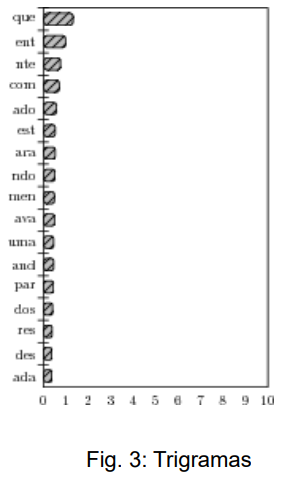 que
ent
nte
com
ado
est
ara
ndo
men
ava
uma
and
par
dos
res
des
ada
0 1 2 3 4 5 6 7 8 9 10
Fig. 3: Trigramas